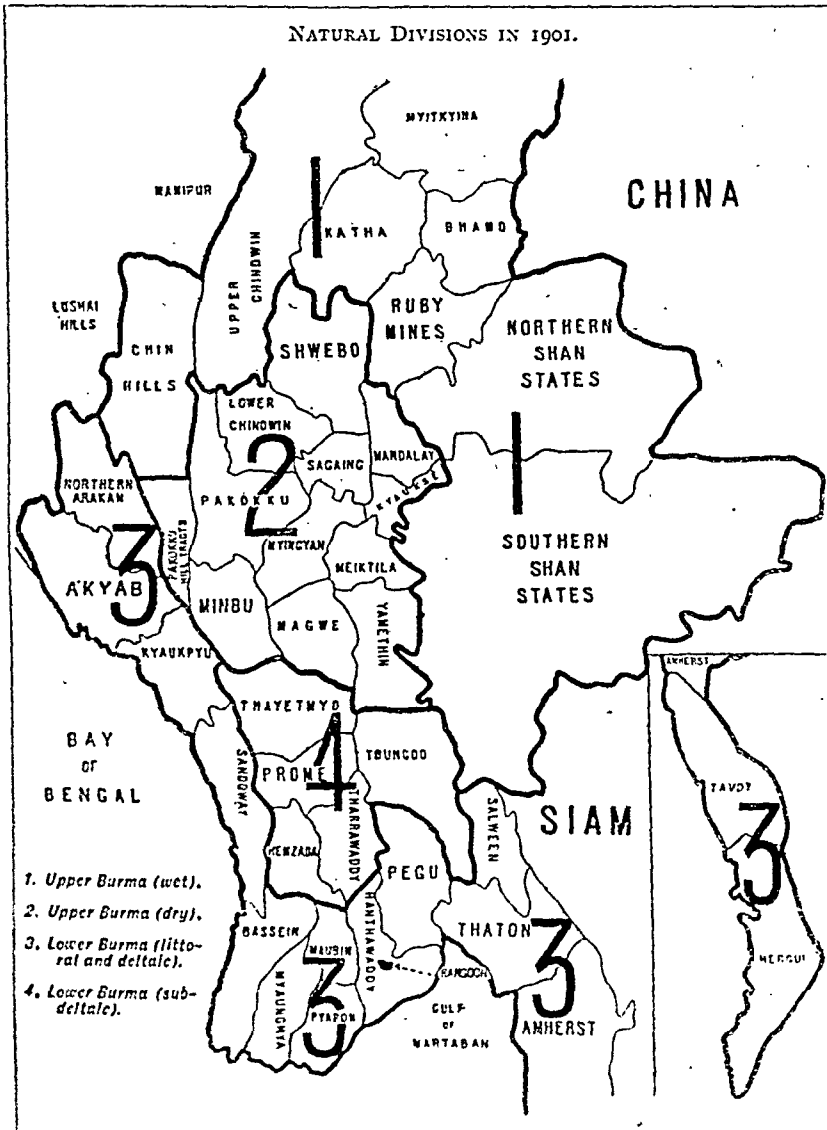 NATURAL DIVISIONS IN 1901.
MYITKYINA
MANIPUR
CHINA
1
KATHA
BHAMO
UPPER
CHINDWIN
LUSHAI
HILLS
RUBY
MINES
NORTHERN
SHAN
STATES
CHIN
HILLS
SHWEBO
LOWER
CHINDWIN
2
SAGAING
MANDALAY
1
KYAUKSE
NORTHERN
ARAKAN
PAKOKKU
PAKOKKU
HILL TRACTS
MYINGYAN
3
AKYAB
MEIKTILA
SOUTHERN
SHAN
STATES
MINBU
MAGWE
YAMETHIN
KYAUKPYU
AMHERST
THAYETMYO
BAY
OF
BENGAL
SANDOWAY
PROME
4
TOUNGOO
THARRAWADDY
SALWEEN
SIAM
TAVOY
3
HENZADA
PEGU
1. Upper Burma (wet).
2. Upper Burma (dry).
3. Lower Burma (litto-
ral and deltaic).
4. Lower Burma (sub-
deltaic).
BASSEIN
MAUBIN
HANTHAWADDY
THATON
3
MERGUI
MYAUNGMYA
3
PYAPON
RANGOON
GULF
OF
MARTABAN
AMHERST